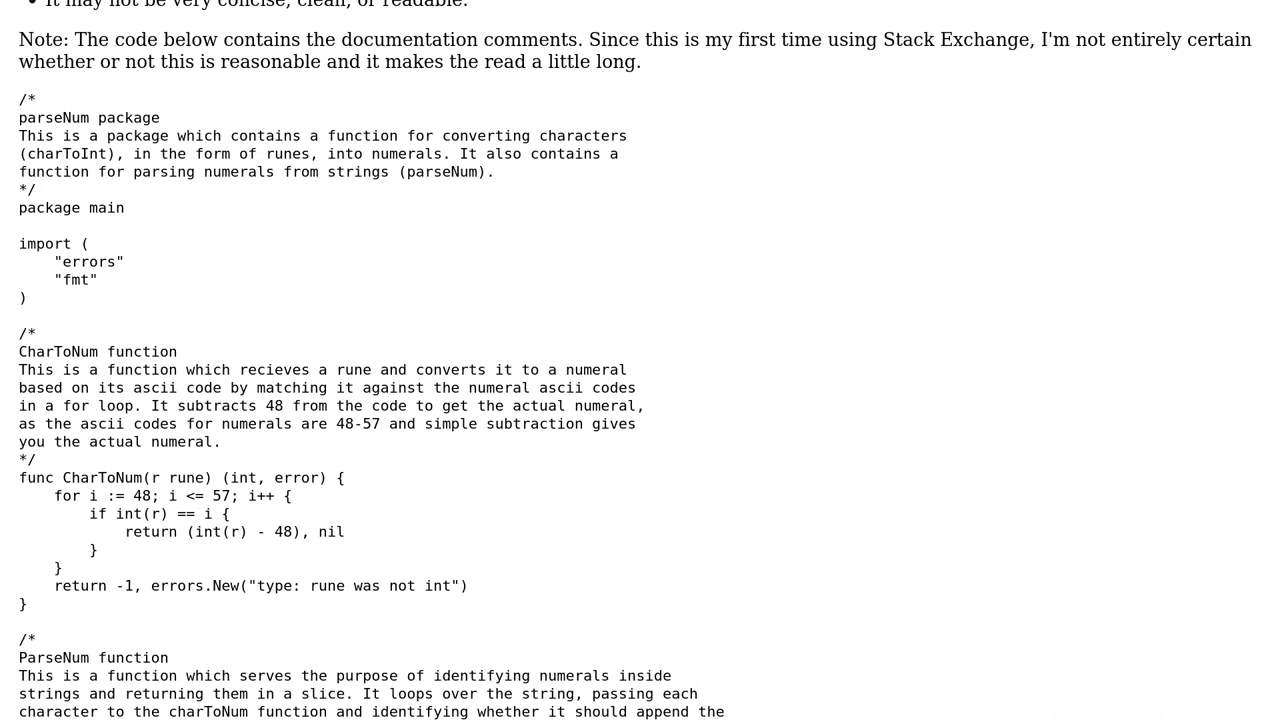 • It may not be very concise, clean, or readable.
Note: The code below contains the documentation comments. Since this is my first time using Stack Exchange, I'm not entirely certain
whether or not this is reasonable and it makes the read a little long.
/*
parseNum package
This is a package which contains a function for converting characters
(charToInt), in the form of runes, into numerals. It also contains a
function for parsing numerals from strings (parseNum).
*/
package main
import (
    "errors"
    "fmt"
)
/*
CharToNum function
This is a function which recieves a rune and converts it to a numeral
based on its ascii code by matching it against the numeral ascii codes
in a for loop. It subtracts 48 from the code to get the actual numeral,
as the ascii codes for numerals are 48-57 and simple subtraction gives
you the actual numeral.
*/
func CharToNum(r rune) (int, error) {
    for i := 48; i <= 57; i++ {
        if int(r) == i {
            return (int(r) - 48), nil
        }
    }
    return -1, errors.New("type: rune was not int")
}
/*
ParseNum function
This is a function which serves the purpose of identifying numerals inside
strings and returning them in a slice. It loops over the string, passing each
character to the charToNum function and identifying whether it should append the